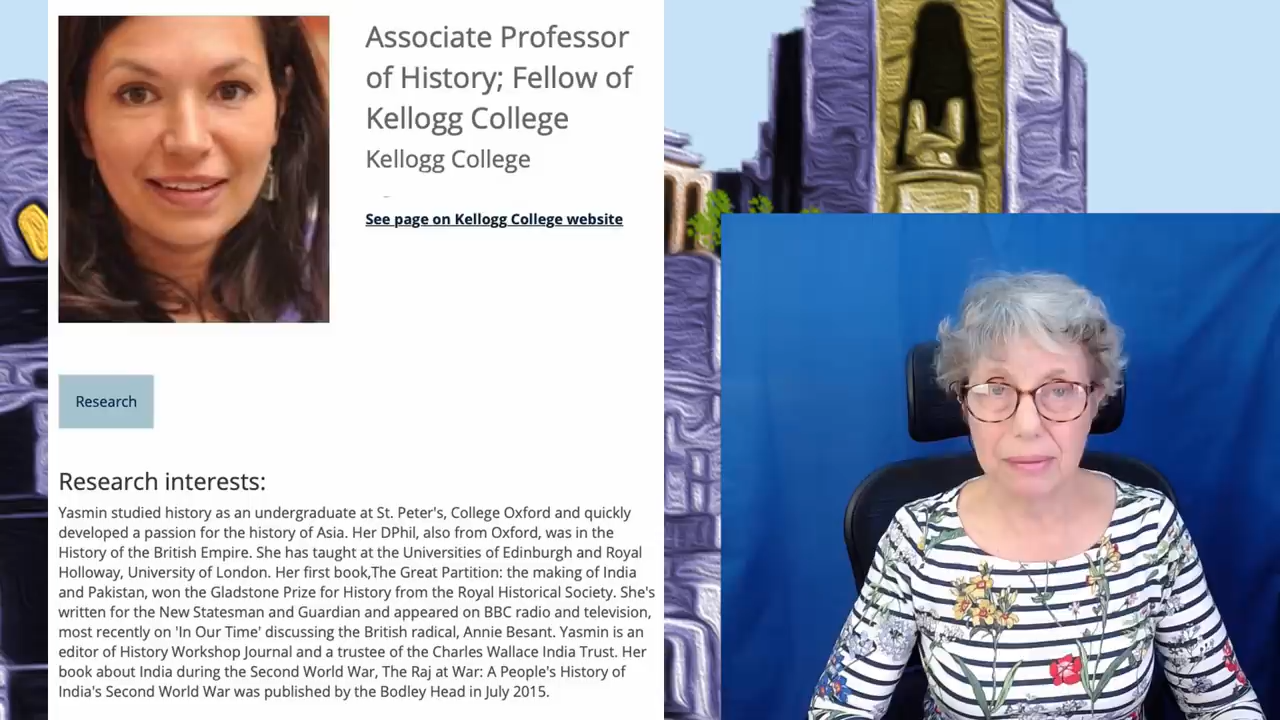 Associate Professor
of History; Fellow of
Kellogg College
Kellogg College
See page on Kellogg College website
Research
Research interests:
Yasmin studied history as an undergraduate at St. Peter's, College Oxford and quickly
developed a passion for the history of Asia. Her DPhil, also from Oxford, was in the
History of the British Empire. She has taught at the Universities of Edinburgh and Royal
Holloway, University of London. Her first book,The Great Partition: the making of India
and Pakistan, won the Gladstone Prize for History from the Royal Historical Society. She's
written for the New Statesman and Guardian and appeared on BBC radio and television,
most recently on 'In Our Time' discussing the British radical, Annie Besant. Yasmin is an
editor of History Workshop Journal and a trustee of the Charles Wallace India Trust. Her
book about India during the Second World War, The Raj at War: A People's History of
India's Second World War was published by the Bodley Head in July 2015.